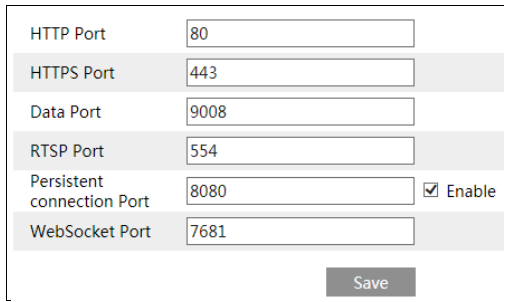 HTTP Port 80
HTTPS Port 443
Data Port 9008
RTSP Port 554
Persistent
connection Port 8080 Enable
WebSocket Port 7681
Save